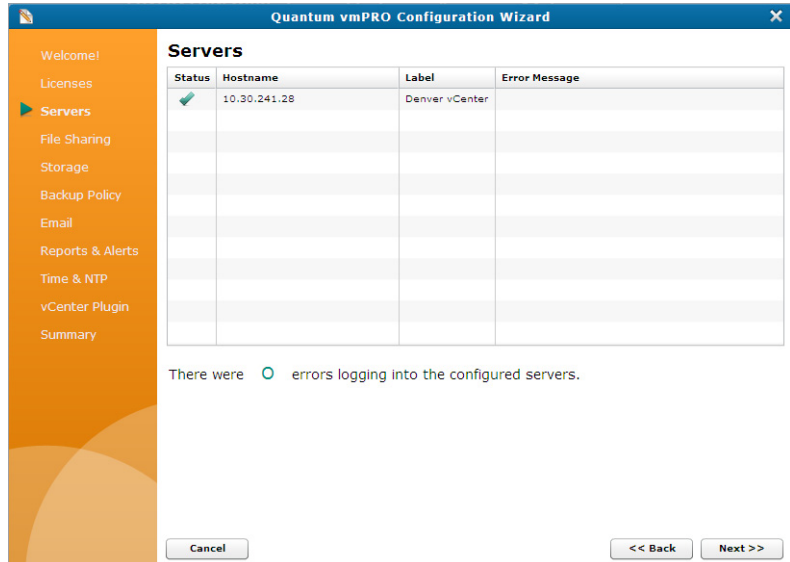 Quantum vmPRO Configuration Wizard
Welcome!
Licenses
Servers
File Sharing
Storage
Backup Policy
Email
Reports & Alerts
Time & NTP
vCenter Plugin
Summary
Servers
Status Hostname Label Error Message
10.30.241.28 Denver vCenter
There were 0 errors logging into the configured servers.
Cancel << Back Next >>